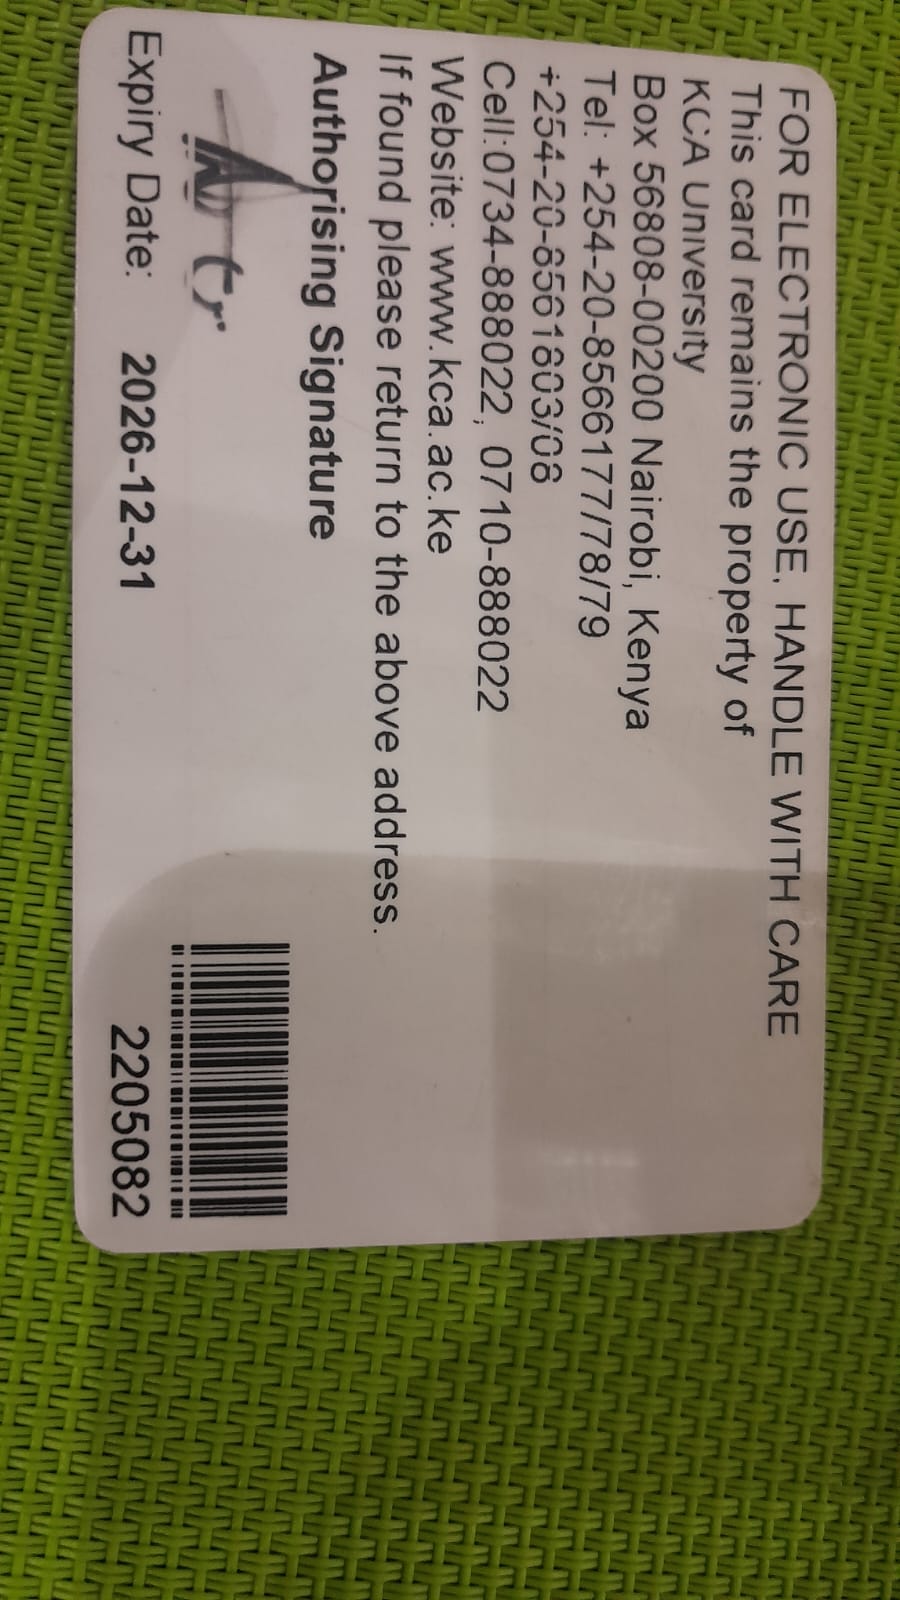 FOR ELECTRONIC USE, HANDLE WITH CARE
This card remains the property of
KCA University
Box 56808-00200 Nairobi, Kenya
Tel: +254-20-8566177/78/79
+254-20-8561803/08
Cell:0734-888022, 0710-888022
Website: www.kca.ac.ke
If found please return to the above address.
Authorising Signature
Expiry Date: 2026-12-31
2205082